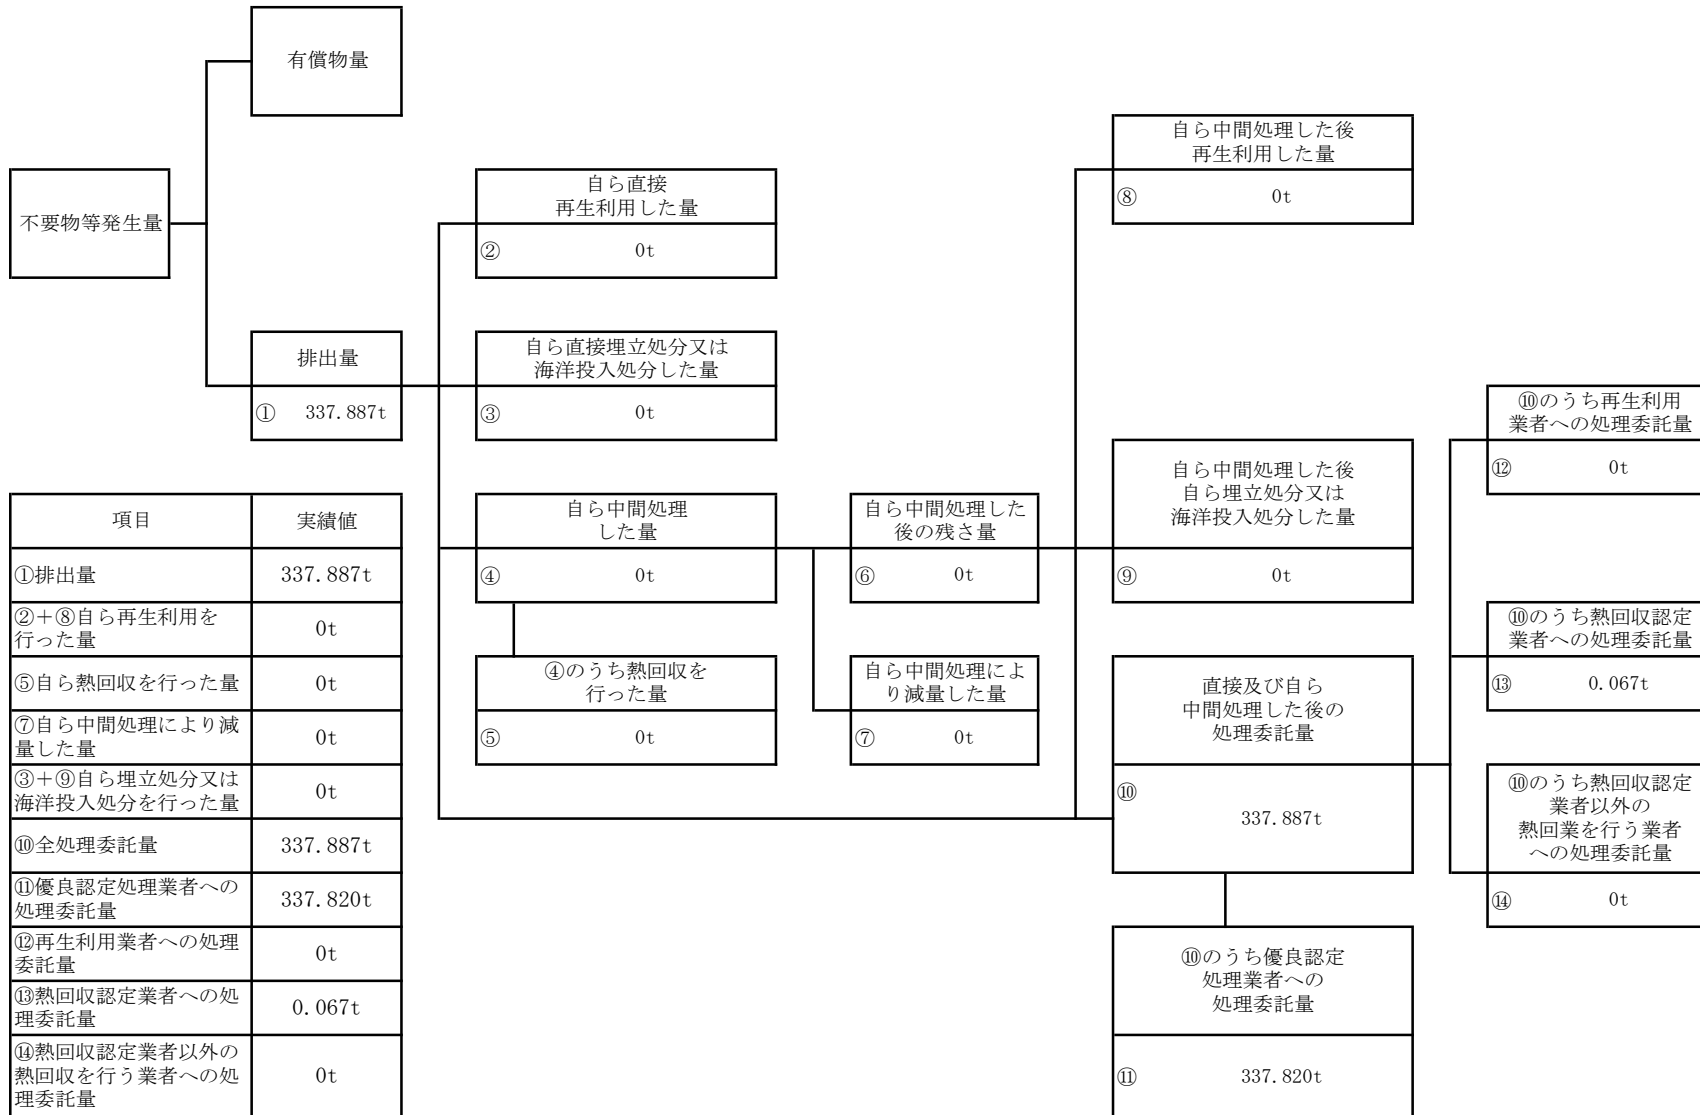 有償物量
不要物等発生量
排出量
① 337.887t
自ら直接
再生利用した量
② 0t
自ら直接埋立処分又は
海洋投入処分した量
③ 0t
自ら中間処理
した量
④ 0t
④のうち熱回収を
行った量
⑤ 0t
自ら中間処理した
後の残さ量
⑥ 0t
自ら中間処理によ
り減量した量
⑦ 0t
自ら中間処理した後
再生利用した量
⑧ 0t
自ら中間処理した後
自ら埋立処分又は
海洋投入処分した量
⑨ 0t
直接及び自ら
中間処理した後の
処理委託量
⑩
337.887t
⑩のうち優良認定
処理業者への
処理委託量
⑪ 337.820t
⑩のうち再生利用
業者への処理委託量
⑫ 0t
⑩のうち熱回収認定
業者への処理委託量
⑬ 0.067t
⑩のうち熱回収認定
業者以外の
熱回業を行う業者
への処理委託量
⑭ 0t
項目 実績値
①排出量 337.887t
②+⑧自ら再生利用を
行った量 0t
⑤自ら熱回収を行った量 0t
⑦自ら中間処理により減
量した量 0t
③+⑨自ら埋立処分又は
海洋投入処分を行った量 0t
⑩全処理委託量 337.887t
⑪優良認定処理業者への
処理委託量 337.820t
⑫再生利用業者への処理
委託量 0t
⑬熱回収認定業者への処
理委託量 0.067t
⑭熱回収認定業者以外の
熱回収を行う業者への処
理委託量 0t